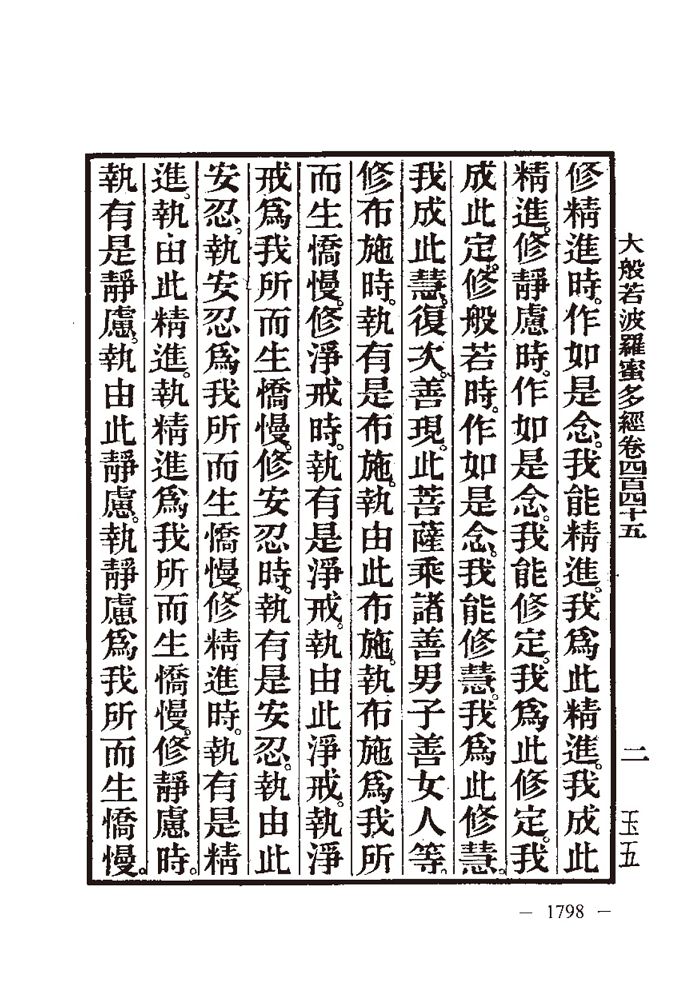 大般若波羅蜜多經卷四百四十五
二
玉五
修精進時。作如是念。我能精進。我爲此精進。我成此
精進。修靜慮時。作如是念。我能修定。我爲此修定。我
成此定。修般若時。作如是念。我能修慧。我爲此修慧。
我成此慧。復次。善現。此菩薩乘諸善男子善女人等。
修布施時。執有是布施。執由此布施。執布施爲我所
而生憍慢。修淨戒時。執有是淨戒。執由此淨戒。執淨
戒爲我所而生憍慢。修安忍時。執有是安忍。執由此
安忍。執安忍爲我所而生憍慢。修精進時。執有是精
進。執由此精進。執精進爲我所而生憍慢。修靜慮時。
執有是靜慮。執由此靜慮。執靜慮爲我所而生憍慢。
— 1798 —